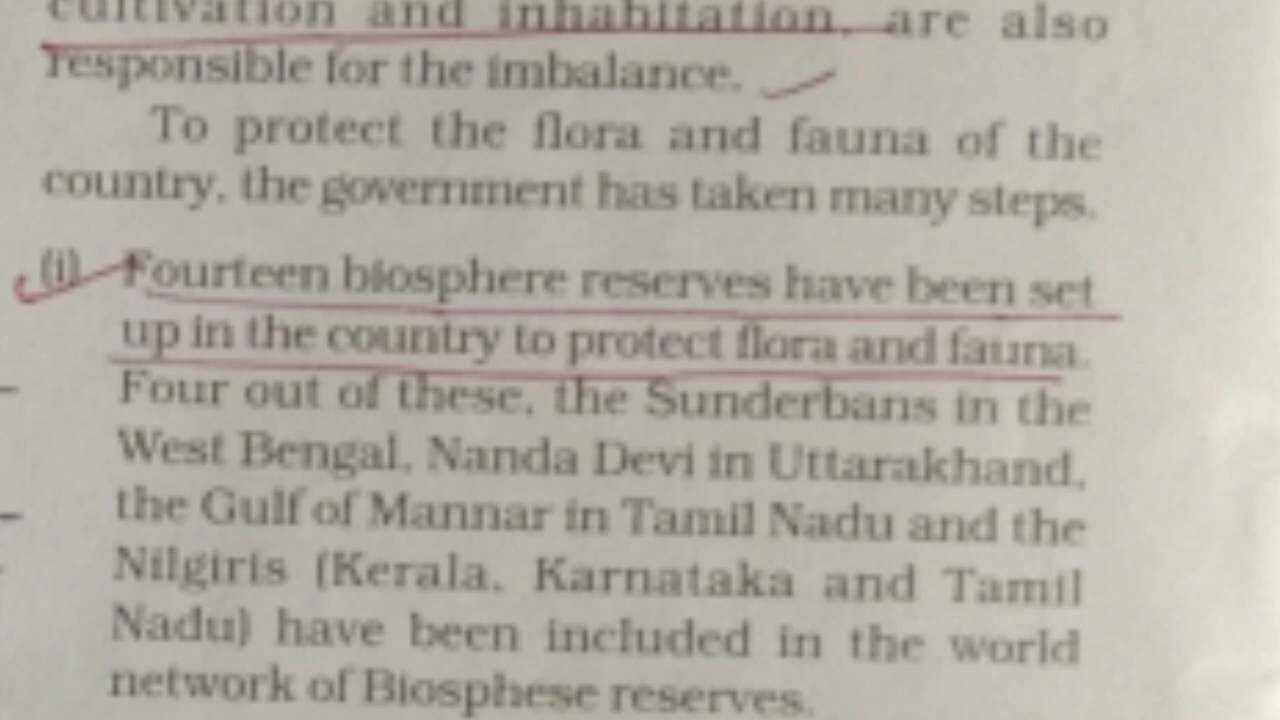 cultivation and inhabitation, are also
responsible for the imbalance.
To protect the flora and fauna of the
country, the government has taken many steps.
(i) Fourteen biosphere reserves have been set
up in the country to protect flora and fauna.
Four out of these, the Sunderbans in the
West Bengal, Nanda Devi in Uttarakhand,
the Gulf of Mannar in Tamil Nadu and the
Nilgiris (Kerala, Karnataka and Tamil
Nadu) have been included in the world
network of Biosphese reserves.